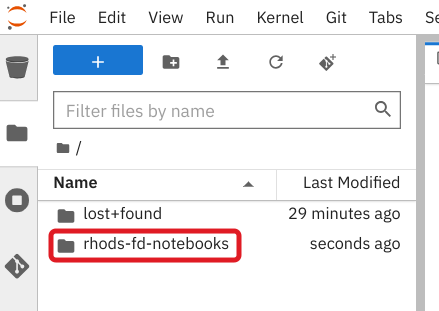 File Edit View Run Kernel Git Tabs
Filter files by name
/
Name Last Modified
lost+found 29 minutes ago
rhods-fd-notebooks seconds ago